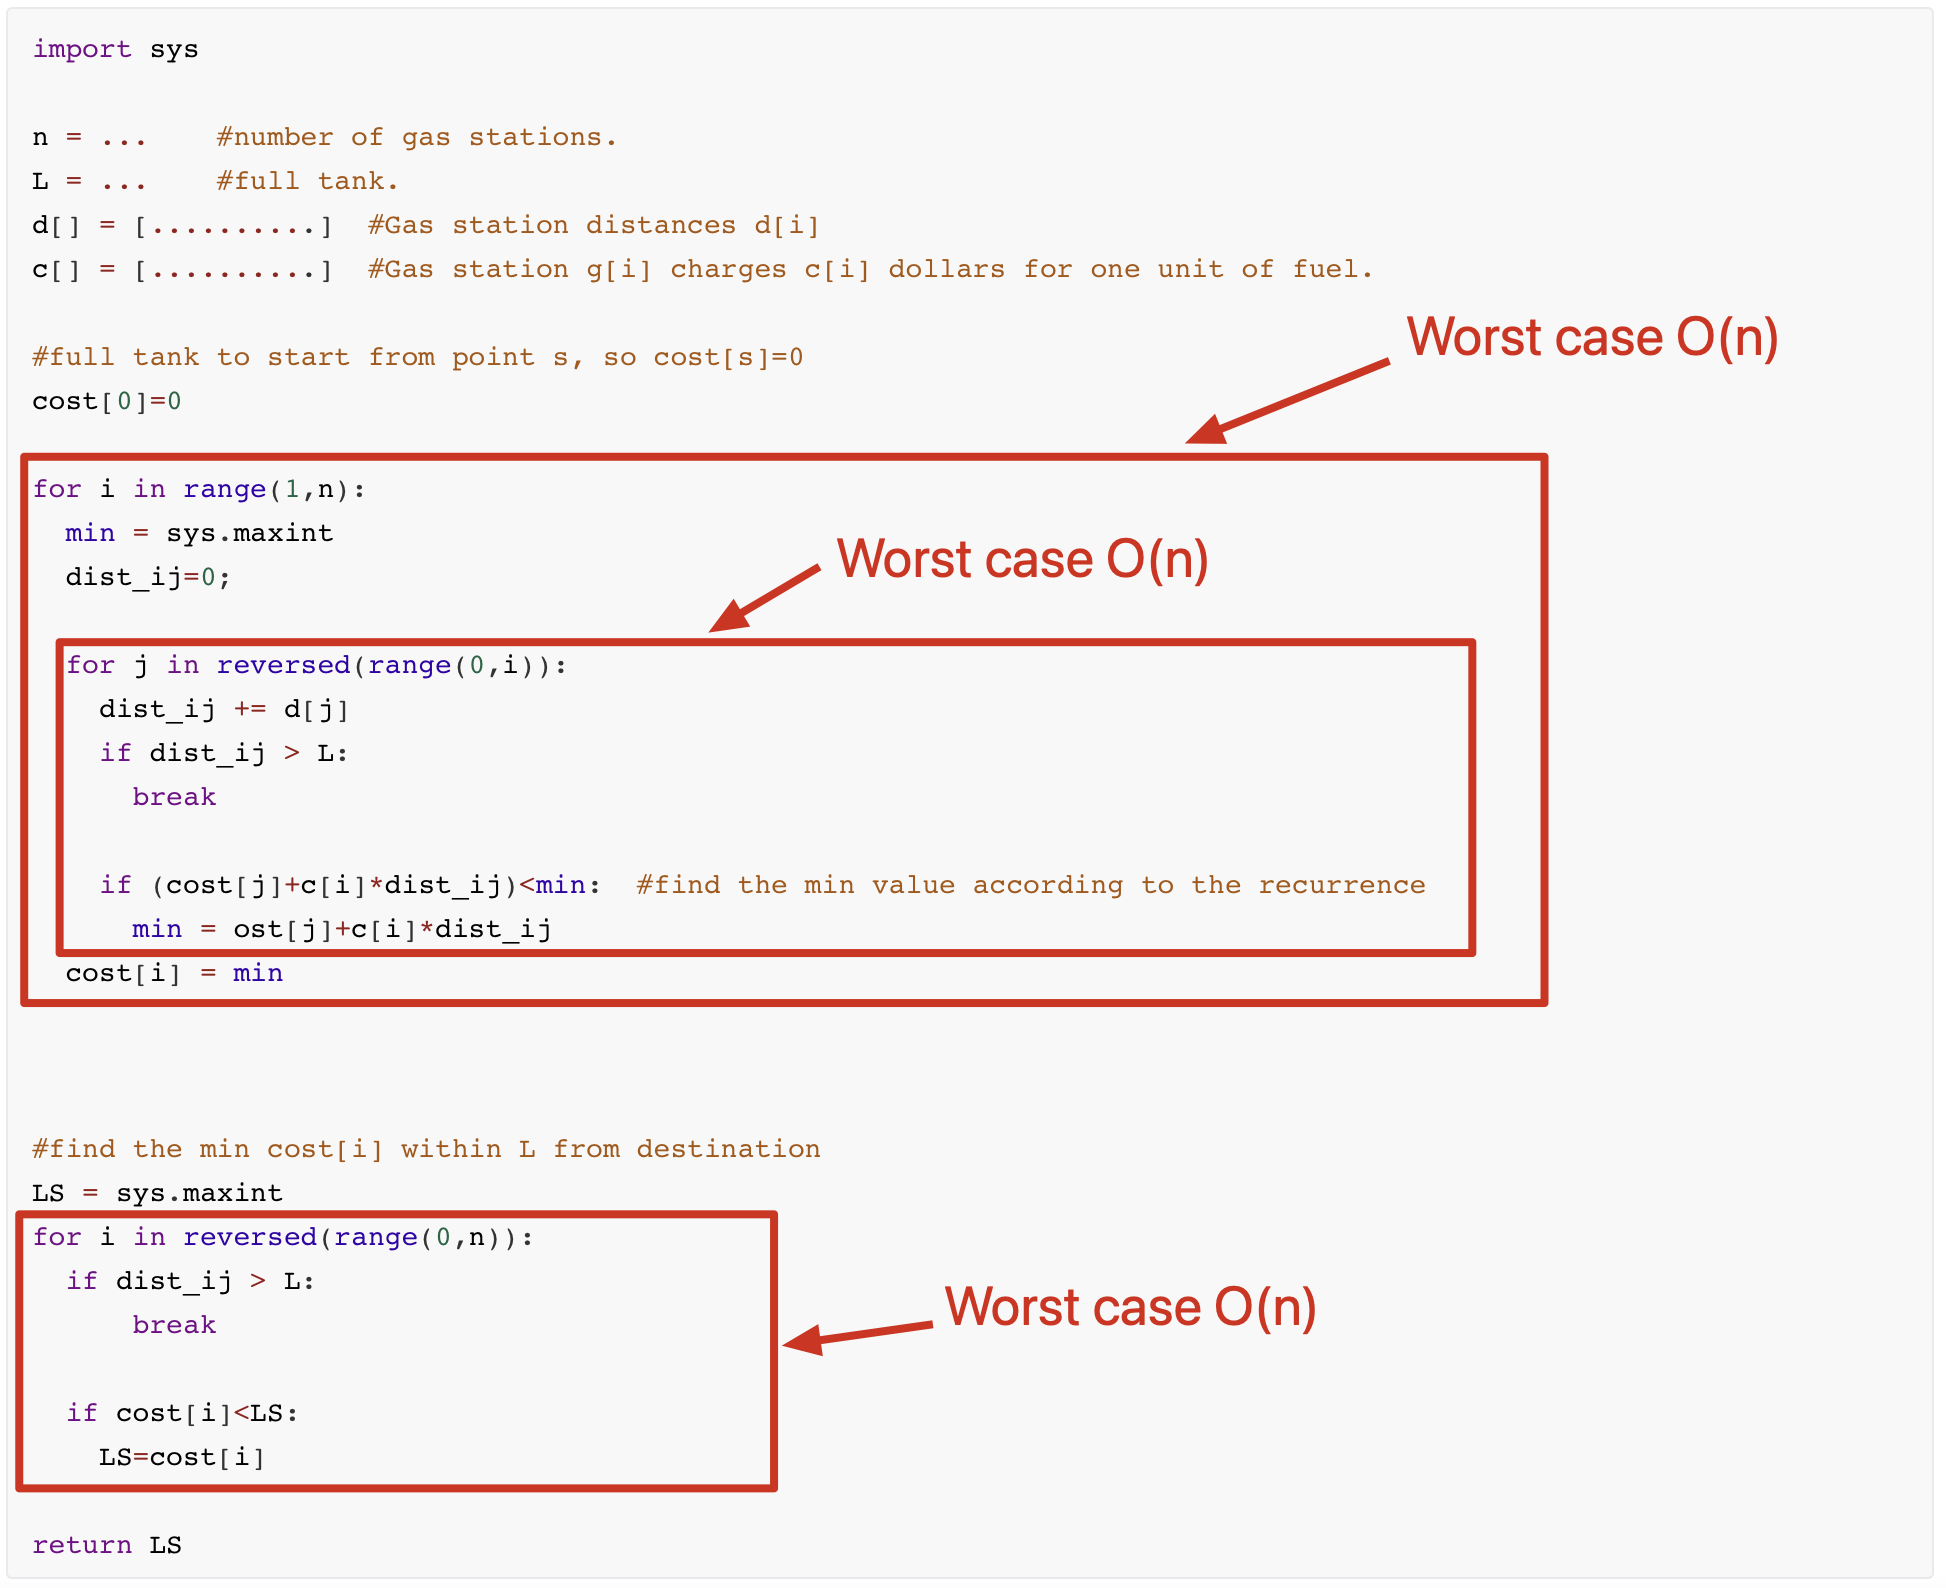 import sys
n = ...    #number of gas stations.
L = ...    #full tank.
d[] = [..........]  #Gas station distances d[i]
c[] = [..........]  #Gas station g[i] charges c[i] dollars for one unit of fuel.
#full tank to start from point s, so cost[s]=0
Worst case O(n)
cost[0]=0
for i in range(1,n):
  min = sys.maxint
Worst case O(n)
  dist_ij=0;
  for j in reversed(range(0,i)):
    dist_ij += d[j]
    if dist_ij > L:
      break
    if (cost[j]+c[i]*dist_ij)<min:  #find the min value according to the recurrence
      min = ost[j]+c[i]*dist_ij
  cost[i] = min
#find the min cost[i] within L from destination
LS = sys.maxint
for i in reversed(range(0,n)):
  if dist_ij > L:
      break
Worst case O(n)
  if cost[i]<LS:
    LS=cost[i]
return LS